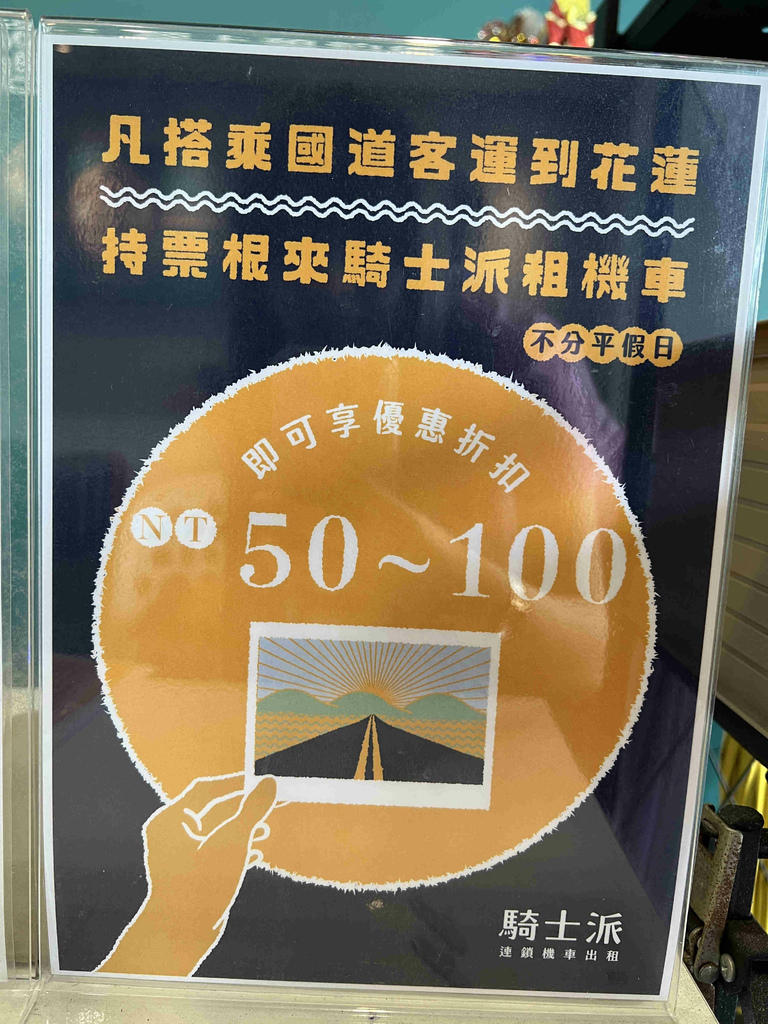 凡搭乘國道客運到花蓮
持票根來騎士派租機車
不分平假日
即可享優惠折扣
NT 50~100
騎士派
連鎖機車出租